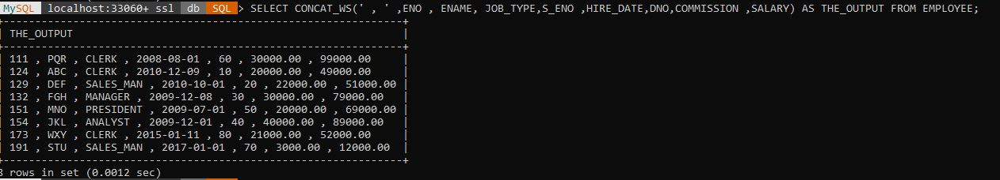 MySQL localhost:33060+ ssl db SQL > SELECT CONCAT_WS(' , ' ,ENO , ENAME, JOB_TYPE,S_ENO ,HIRE_DATE,DNO,COMMISSION ,SALARY) AS THE_OUTPUT FROM EMPLOYEE;
+---------------------------------------------------------------+
| THE_OUTPUT |
+---------------------------------------------------------------+
| 111 , PQR , CLERK , 2008-08-01 , 60 , 30000.00 , 99000.00 |
| 124 , ABC , CLERK , 2010-12-09 , 10 , 20000.00 , 49000.00 |
| 129 , DEF , SALES_MAN , 2010-10-01 , 20 , 22000.00 , 51000.00 |
| 132 , FGH , MANAGER , 2009-12-08 , 30 , 30000.00 , 79000.00 |
| 151 , MNO , PRESIDENT , 2009-07-01 , 50 , 20000.00 , 69000.00 |
| 154 , JKL , ANALYST , 2009-12-01 , 40 , 40000.00 , 89000.00 |
| 173 , WXY , CLERK , 2015-01-11 , 80 , 21000.00 , 52000.00 |
| 191 , STU , SALES_MAN , 2017-01-01 , 70 , 3000.00 , 12000.00 |
+---------------------------------------------------------------+
8 rows in set (0.0012 sec)